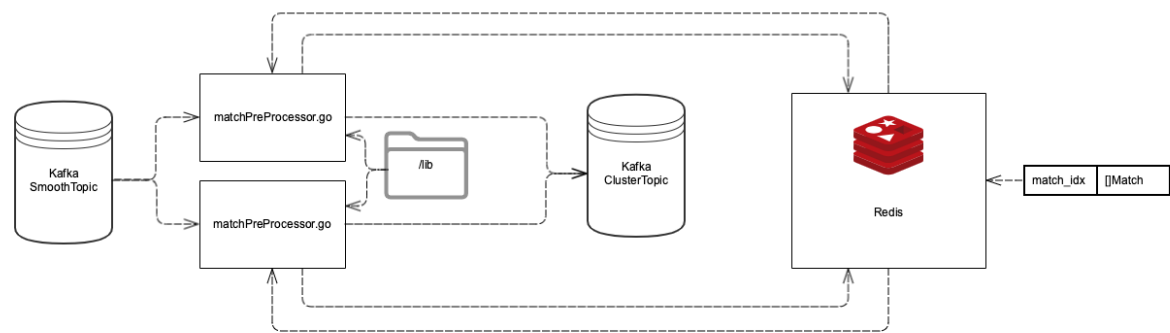 Kafka
SmoothTopic
matchPreProcessor.go
matchPreProcessor.go
/lib
Kafka
ClusterTopic
Redis
match_idx []Match